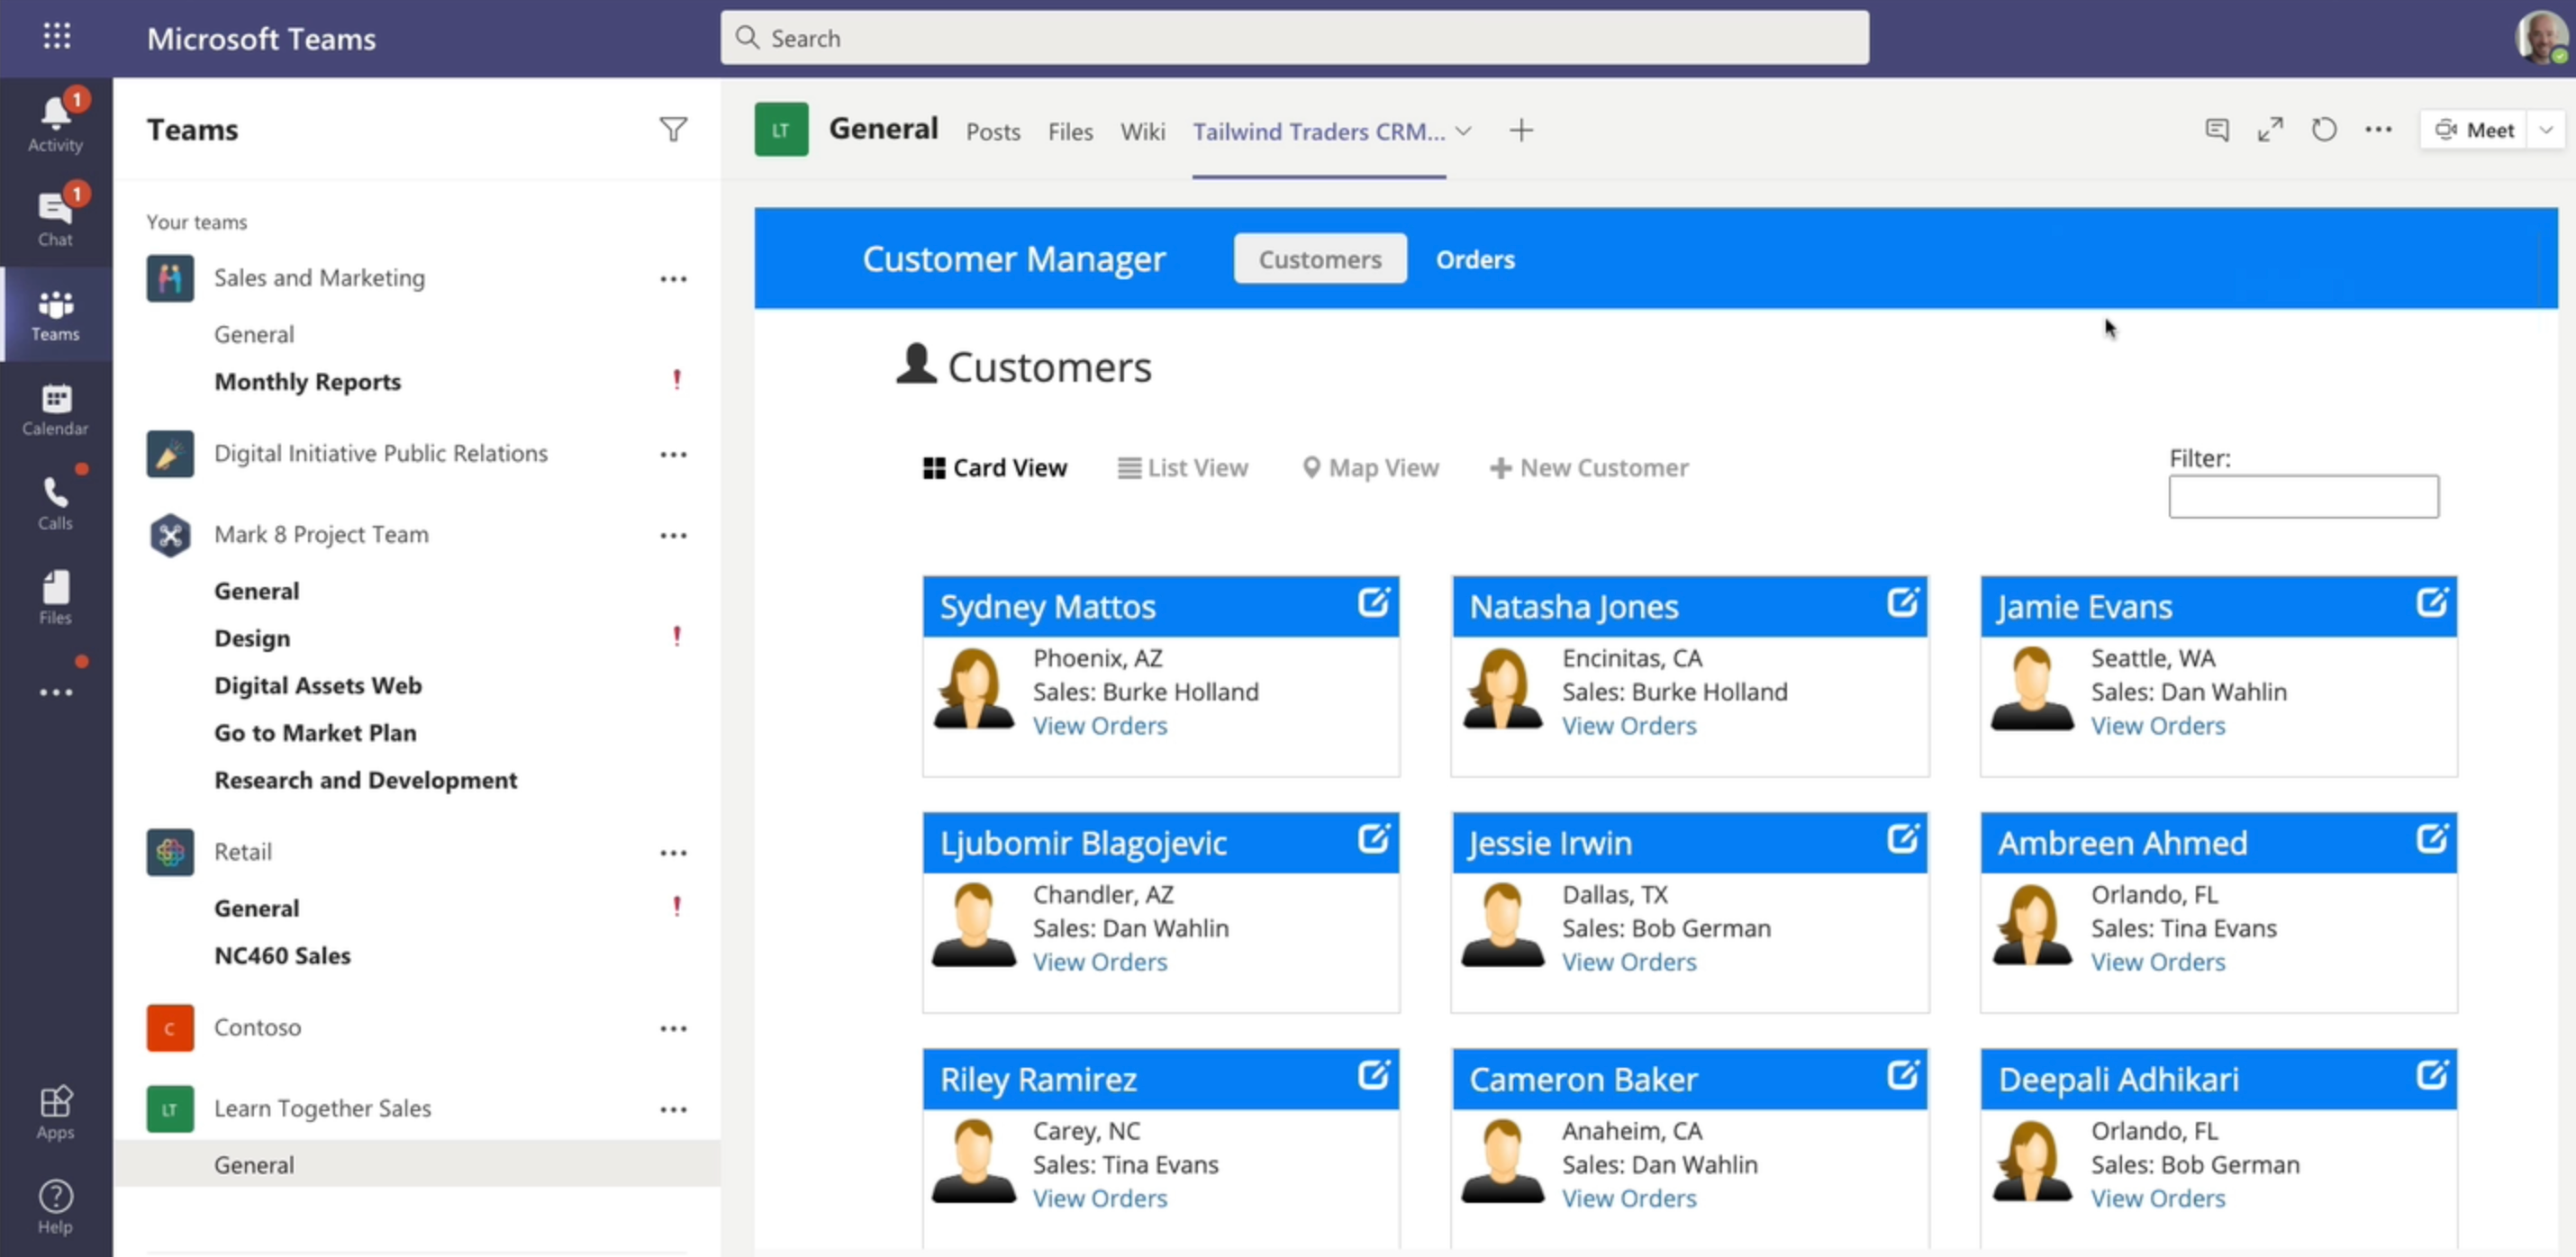 Microsoft Teams
Search
1
Activity
1
Chat
Teams
Calendar
Calls
Files
Apps
Help
Teams
Your teams
Sales and Marketing
General
Monthly Reports
Digital Initiative Public Relations
Mark 8 Project Team
General
Design
Digital Assets Web
Go to Market Plan
Research and Development
Retail
General
NC460 Sales
C Contoso
LT Learn Together Sales
General
LT General Posts Files Wiki Tailwind Traders CRM... Meet
Customer Manager Customers Orders
Customers
Card View List View Map View New Customer
Filter:
Sydney Mattos
Phoenix, AZ
Sales: Burke Holland
View Orders
Natasha Jones
Encinitas, CA
Sales: Burke Holland
View Orders
Jamie Evans
Seattle, WA
Sales: Dan Wahlin
View Orders
Ljubomir Blagojevic
Chandler, AZ
Sales: Dan Wahlin
View Orders
Jessie Irwin
Dallas, TX
Sales: Bob German
View Orders
Ambreen Ahmed
Orlando, FL
Sales: Tina Evans
View Orders
Riley Ramirez
Carey, NC
Sales: Tina Evans
View Orders
Cameron Baker
Anaheim, CA
Sales: Dan Wahlin
View Orders
Deepali Adhikari
Orlando, FL
Sales: Bob German
View Orders